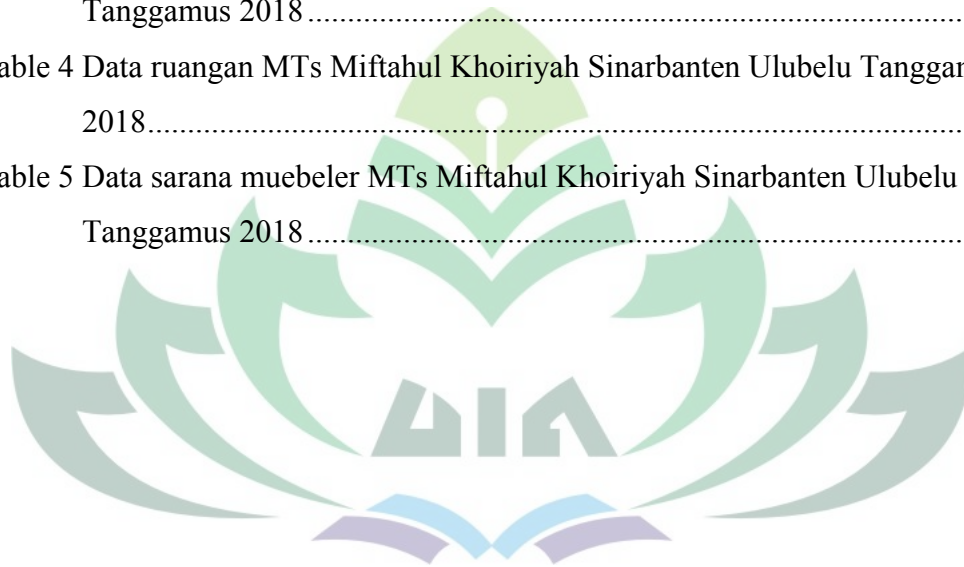 Tanggamus 2018........................................................................................
able 4 Data ruangan MTs Miftahul Khoiriyah Sinarbanten Ulubelu Tanggar
2018............................................................................................................
able 5 Data sarana muebeler MTs Miftahul Khoiriyah Sinarbanten Ulubelu
Tanggamus 2018........................................................................................
UIN